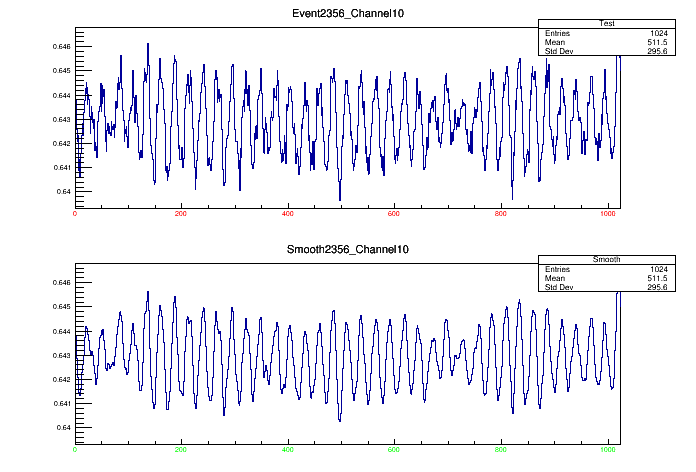 Event2356_Channel10
Test
Entries 1024
Mean 511.5
Std Dev 295.6
0.646
0.645
0.644
0.643
0.642
0.641
0.64
0 200 400 600 800 1000
Smooth2356_Channel10
Smooth
Entries 1024
Mean 511.5
Std Dev 295.6
0.646
0.645
0.644
0.643
0.642
0.641
0.64
0 200 400 600 800 1000